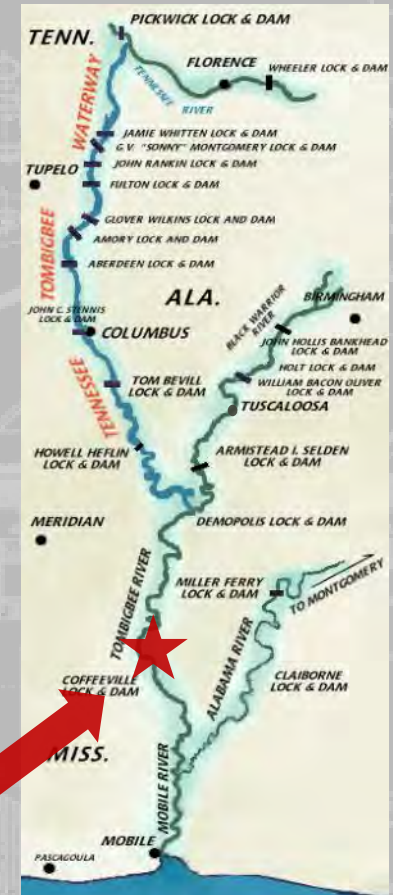 PICKWICK LOCK & DAM
TENN.
FLORENCE
WHEELER LOCK & DAM
TENNESSEE
RIVER
WATERWAY
JAMIE WHITTEN LOCK & DAM
G.V. "SONNY" MONTGOMERY LOCK & DAM
JOHN RANKIN LOCK & DAM
TUPELO
FULTON LOCK & DAM
GLOVER WILKINS LOCK AND DAM
AMORY LOCK AND DAM
TOMBIGBEE
ABERDEEN LOCK & DAM
ALA.
BLACK WARRIOR
RIVER
BIRMINGHAM
JOHN C. STENNIS
LOCK & DAM
COLUMBUS
JOHN HOLLIS BANKHEAD
LOCK & DAM
HOLT LOCK & DAM
TENNESSEE
TOM BEVILL
LOCK & DAM
WILLIAM BACON OLIVER
LOCK & DAM
TUSCALOOSA
HOWELL HEFLIN
LOCK & DAM
ARMISTEAD I. SELDEN
LOCK & DAM
MERIDIAN
DEMOPOLIS LOCK & DAM
TOMBIGBEE RIVER
MILLER FERRY
LOCK & DAM
TO MONTGOMERY
ALABAMA RIVER
COFFEEVILLE
LOCK & DAM
CLAIBORNE
LOCK & DAM
MISS.
MOBILE RIVER
MOBILE
PASCAGOULA